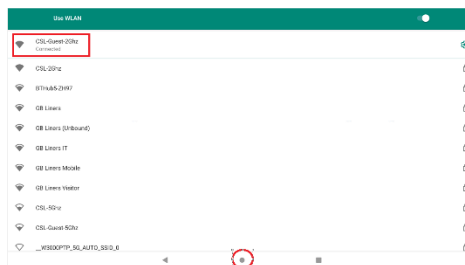 Use WLAN
CSL-Guest-2Ghz
Connected
CSL-2Ghz
BTHub5-ZH97
GB Liners
GB Liners (Unbound)
GB Liners IT
GB Liners Mobile
GB Liners Visitor
CSL-5Ghz
CSL-Guest-5Ghz